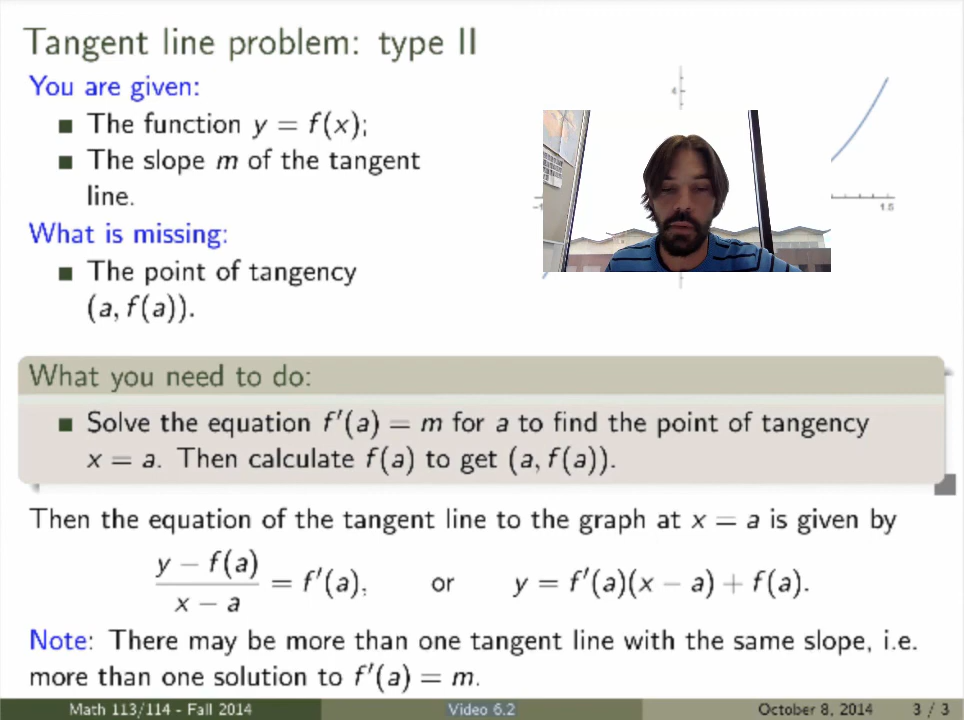 Tangent line problem: type II
You are given:
■ The function y = f(x);
■ The slope m of the tangent
line.
What is missing:
■ The point of tangency
(a, f(a)).
4
-1
1.5
What you need to do:
■ Solve the equation f′(a) = m for a to find the point of tangency
x = a. Then calculate f(a) to get (a, f(a)).
Then the equation of the tangent line to the graph at x = a is given by
y − f(a)
x − a
= f′(a), or y = f′(a)(x − a) + f(a).
Note: There may be more than one tangent line with the same slope, i.e.
more than one solution to f′(a) = m.
Math 113/114 - Fall 2014 Video 6.2 October 8, 2014 3 / 3